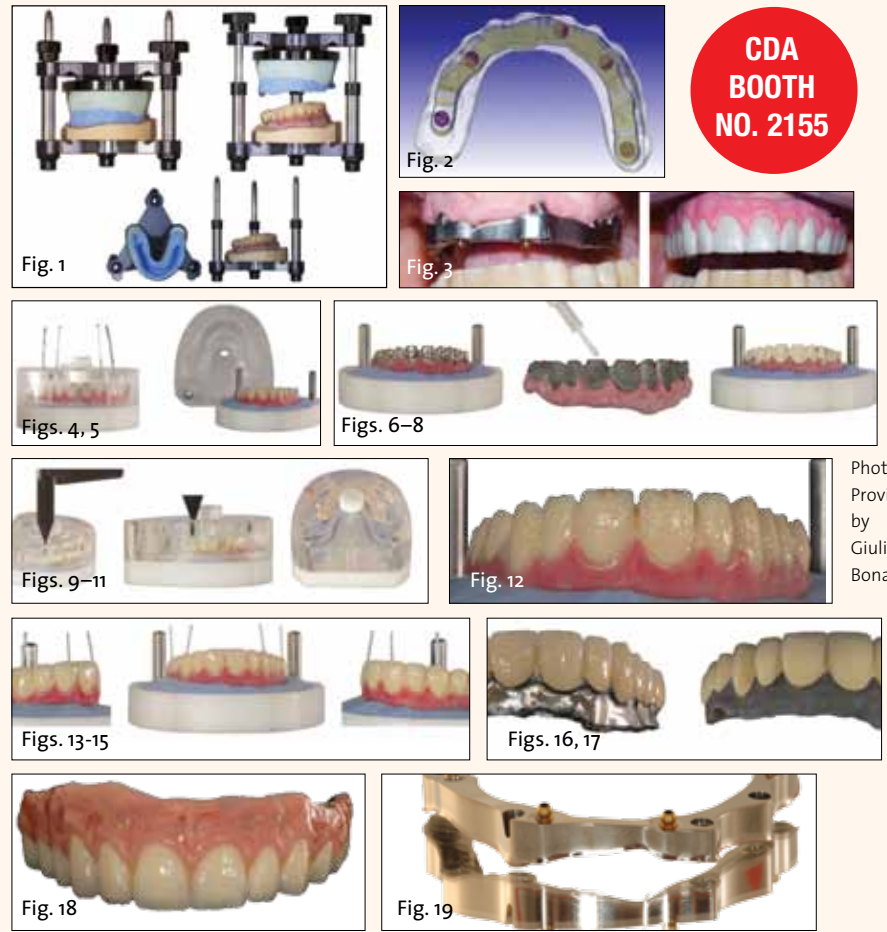 CDA
BOOTH
NO. 2155
Fig. 1
Fig. 2
Fig. 3
Figs. 4, 5
Figs. 6–8
Figs. 9–11
Fig. 12
Phot
Provi
by
Giuli
Bona
Figs. 13-15
Figs. 16, 17
Fig. 18
Fig. 19